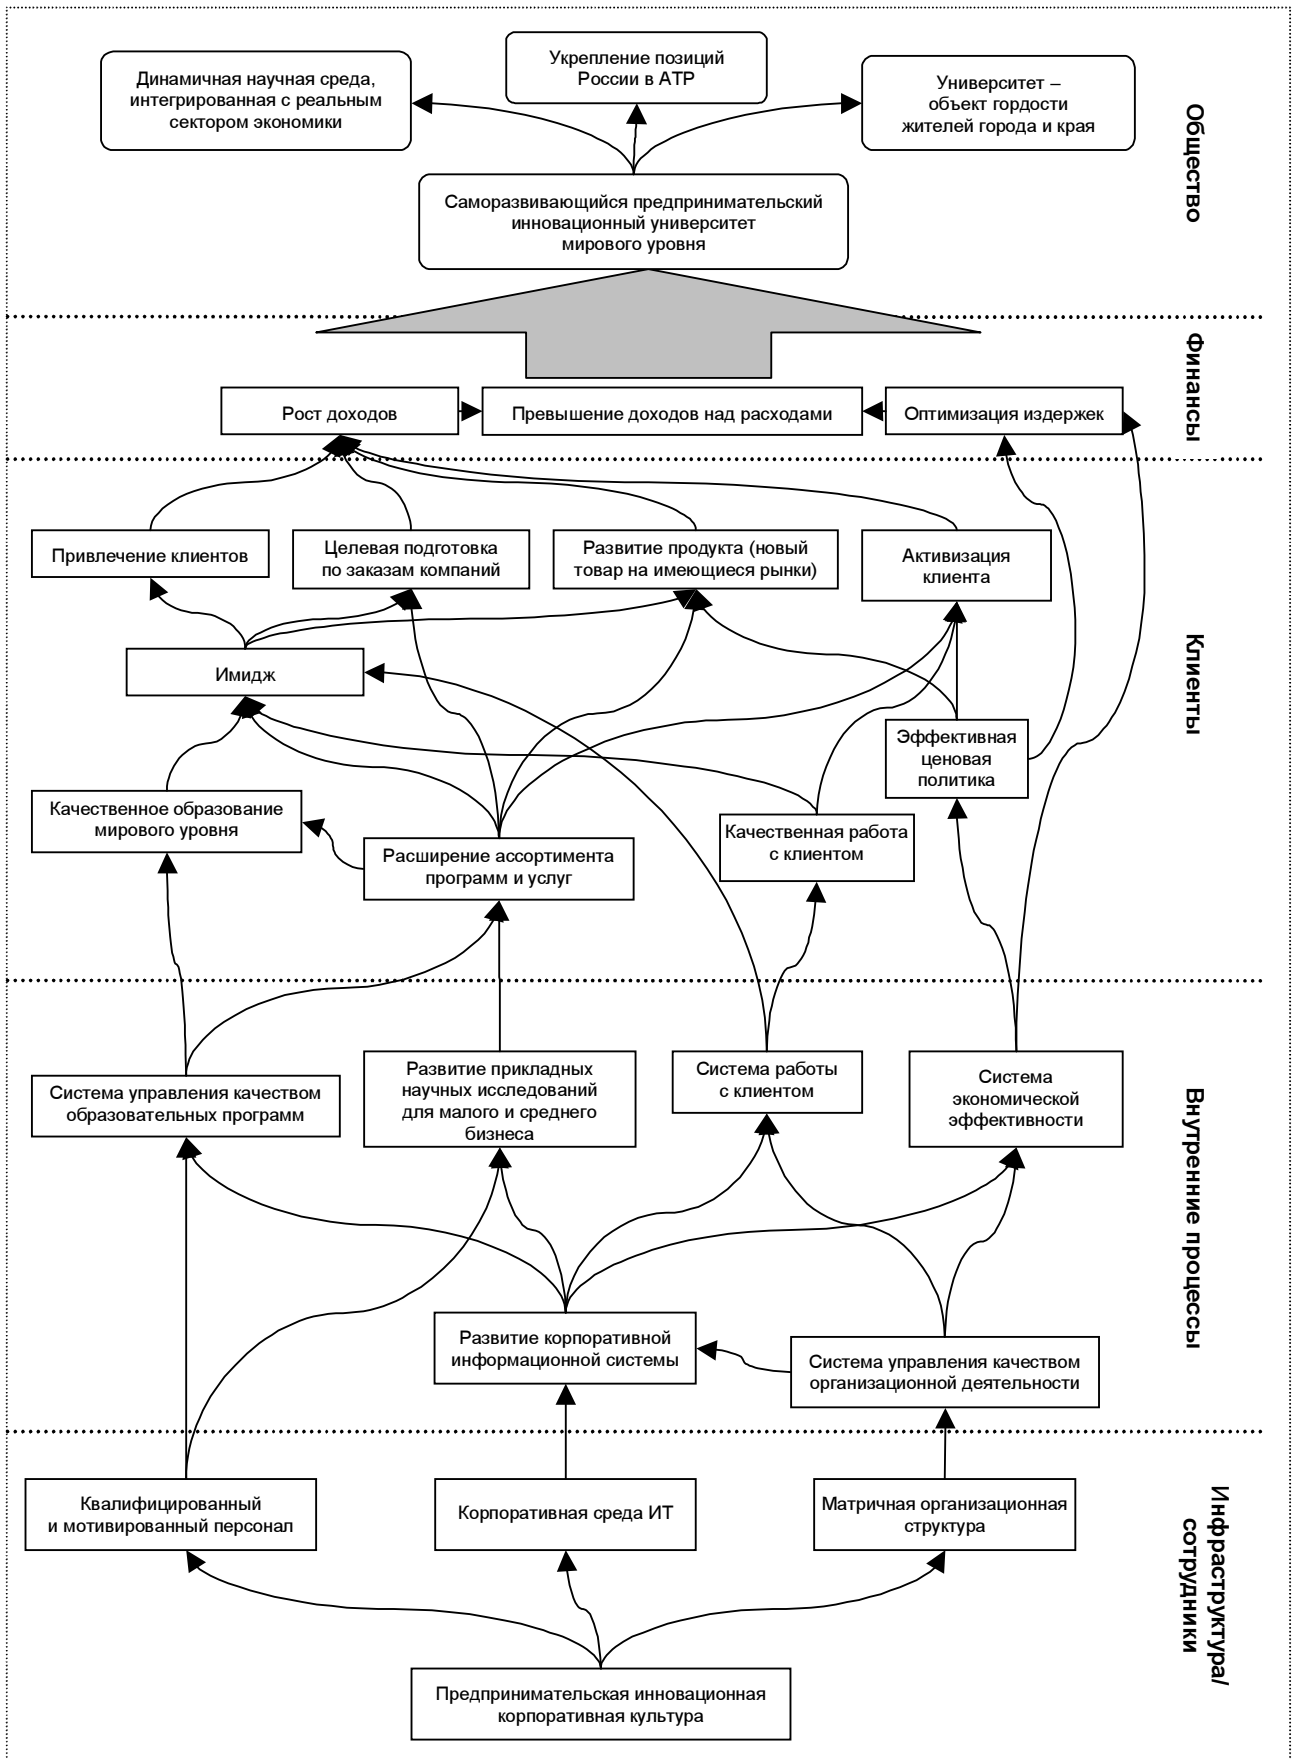 Динамичная научная среда,
интегрированная с реальным
сектором экономики
Укрепление позиций
России в АТР
Университет –
объект гордости
жителей города и края
Общество
Саморазвивающийся предпринимательский
инновационный университет
мирового уровня
Финансы
Рост доходов
Превышение доходов над расходами
Оптимизация издержек
Привлечение клиентов
Целевая подготовка
по заказам компаний
Развитие продукта (новый
товар на имеющиеся рынки)
Активизация
клиента
Клиенты
Имидж
Эффективная
ценовая
политика
Качественное образование
мирового уровня
Расширение ассортимента
программ и услуг
Качественная работа
с клиентом
Система управления качеством
образовательных программ
Развитие прикладных
научных исследований
для малого и среднего
бизнеса
Система работы
с клиентом
Система
экономической
эффективности
Внутренние процессы
Развитие корпоративной
информационной системы
Система управления качеством
организационной деятельности
Квалифицированный
и мотивированный персонал
Корпоративная среда ИТ
Матричная организационная
структура
Инфраструктура/
сотрудники
Предпринимательская инновационная
корпоративная культура